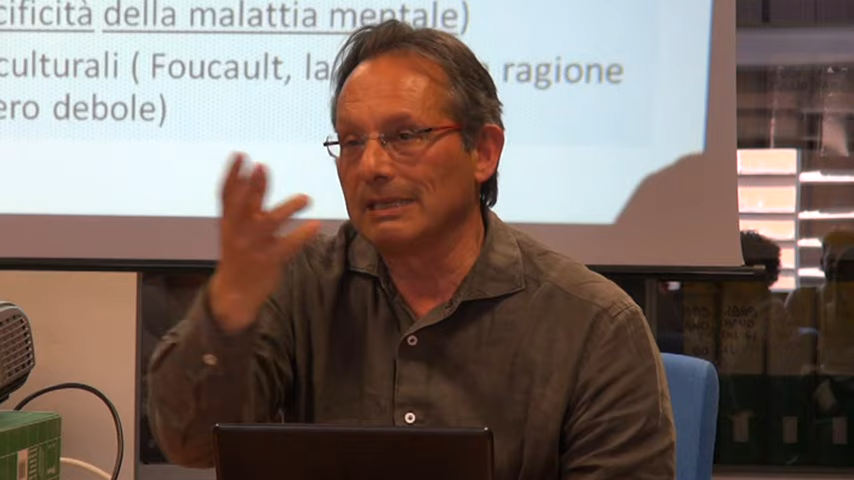 cificità della malattia mentale)
culturali ( Foucault, la ragione
ero debole)